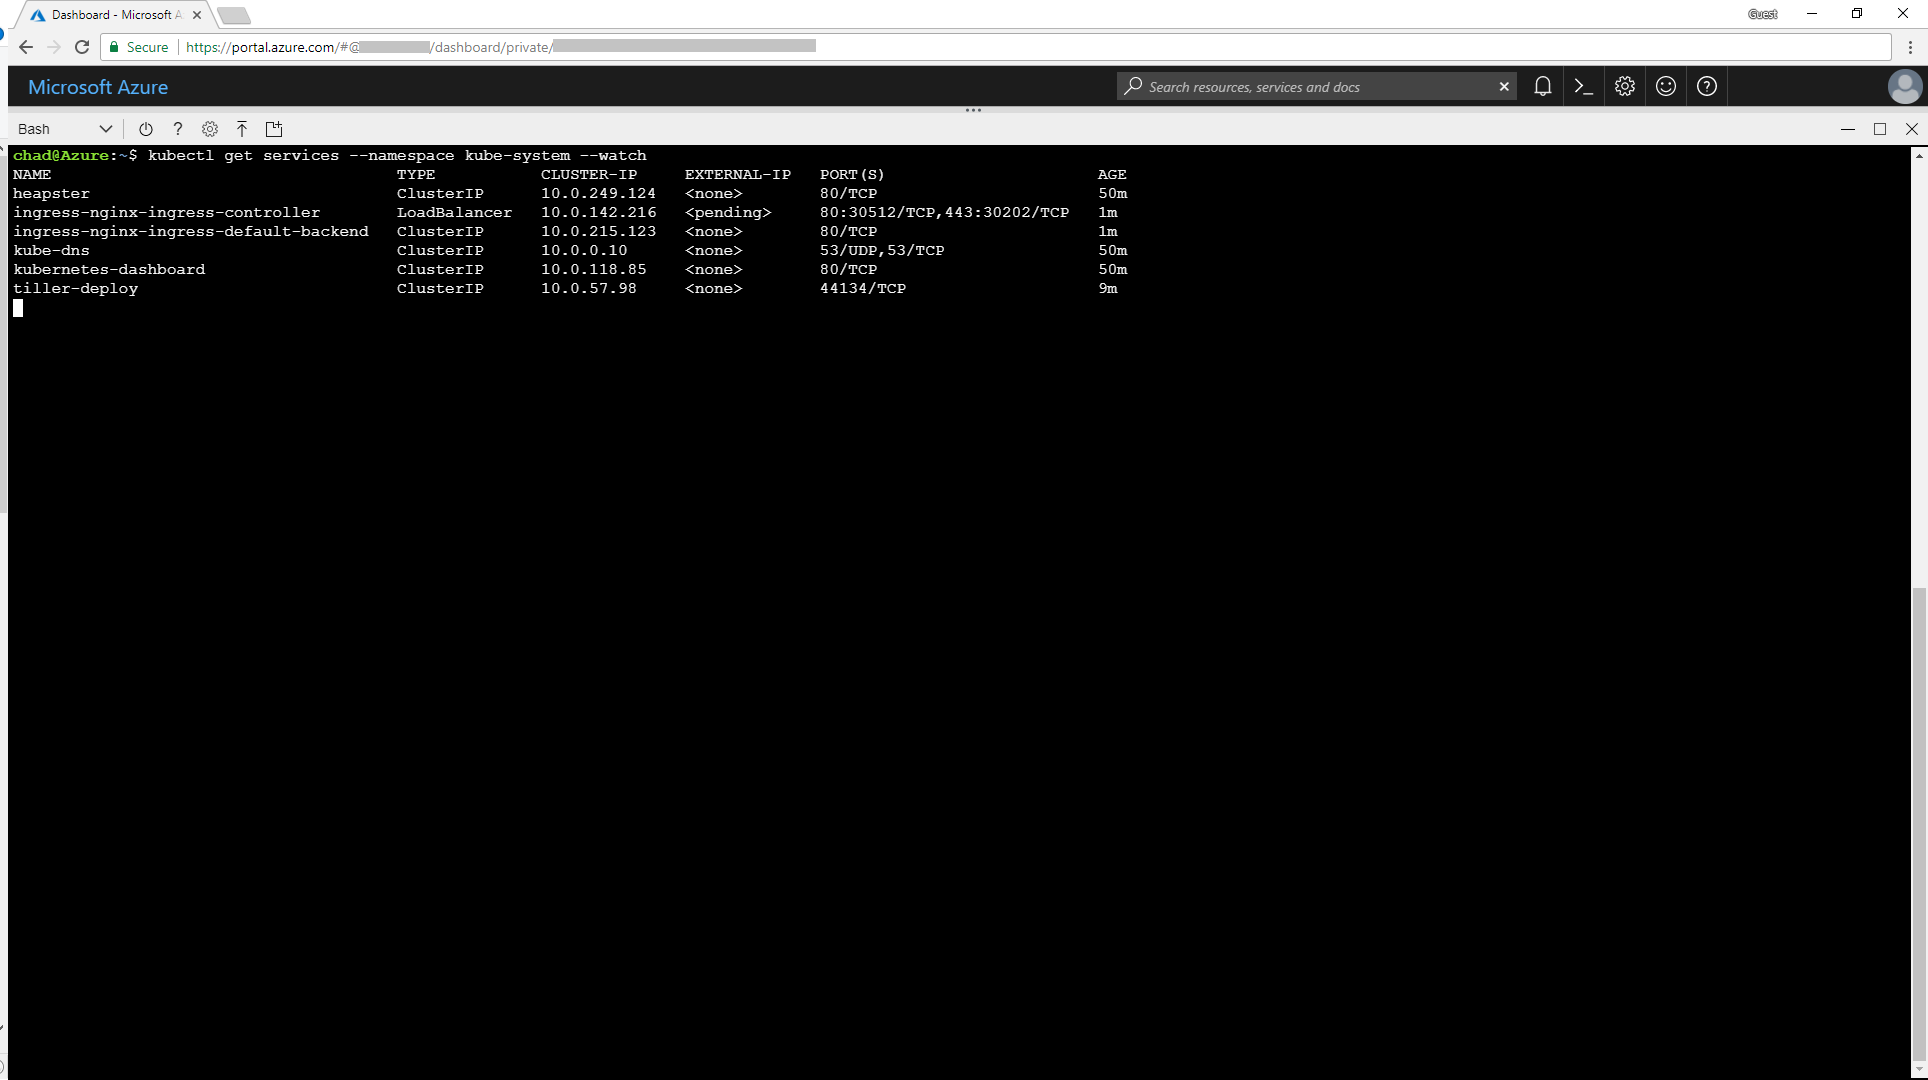 Dashboard - Microsoft A
Guest
Secure
https://portal.azure.com/#@ /dashboard/private/
Microsoft Azure
Search resources, services and docs
Bash
chad@Azure:~$ kubectl get services --namespace kube-system --watch
NAME TYPE CLUSTER-IP EXTERNAL-IP PORT(S) AGE
heapster ClusterIP 10.0.249.124 <none> 80/TCP 50m
ingress-nginx-ingress-controller LoadBalancer 10.0.142.216 <pending> 80:30512/TCP,443:30202/TCP 1m
ingress-nginx-ingress-default-backend ClusterIP 10.0.215.123 <none> 80/TCP 1m
kube-dns ClusterIP 10.0.0.10 <none> 53/UDP,53/TCP 50m
kubernetes-dashboard ClusterIP 10.0.118.85 <none> 80/TCP 50m
tiller-deploy ClusterIP 10.0.57.98 <none> 44134/TCP 9m